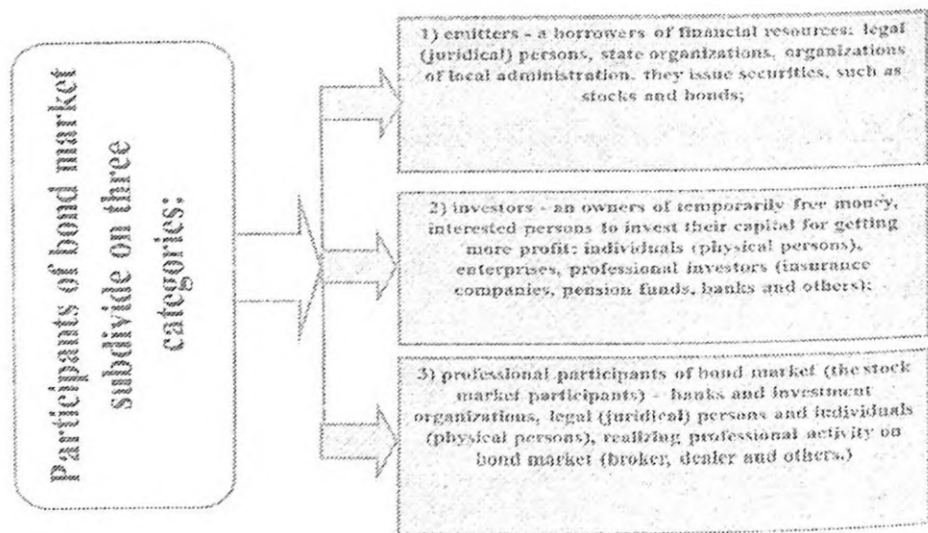 Participants of bond market
subdivide on three
categories:
1) emitters - a borrowers of financial resources: legal
(juridical) persons, state organizations, organizations
of local administration. they issue securities, such as
stocks and bonds;
2) investors - an owners of temporarily free money,
interested persons to invest their capital for getting
more profit: individuals (physical persons),
enterprises, professional investors (insurance
companies, pension funds, banks and others);
3) professional participants of bond market (the stock
market participants) - banks and investment
organizations, legal (juridical) persons and individuals
(physical persons), realizing professional activity on
bond market (broker, dealer and others.)